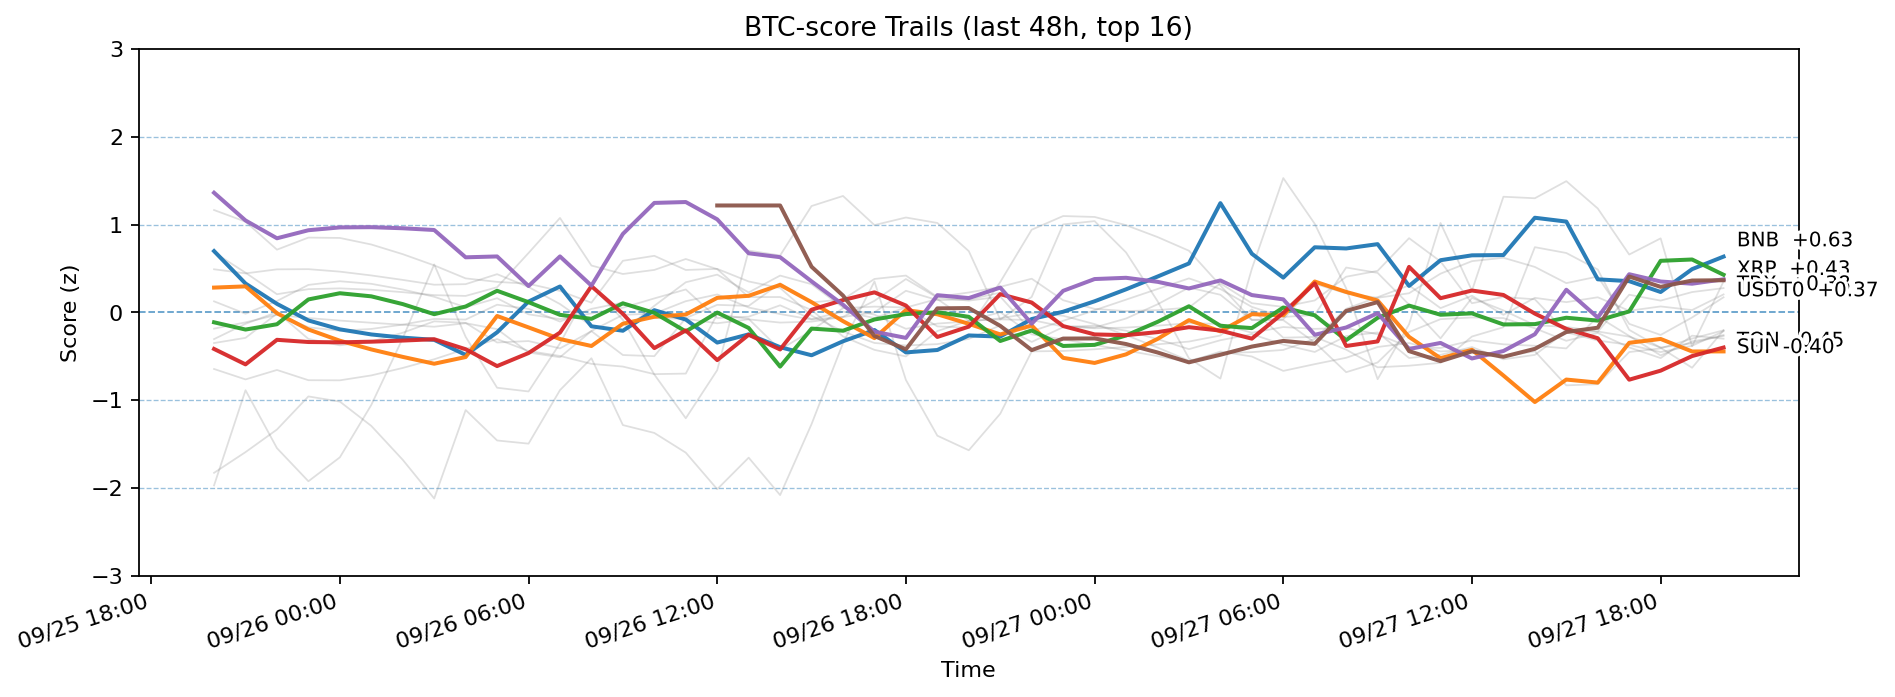 BTC-score Trails (last 48h, top 16)
Score (z)
3
2
1
0
−1
−2
−3
BNB +0.63
XRP +0.43
USDT0 +0.37
SUI -0.40
09/25 18:00
09/26 00:00
09/26 06:00
09/26 12:00
09/26 18:00
09/27 00:00
09/27 06:00
09/27 12:00
09/27 18:00
Time